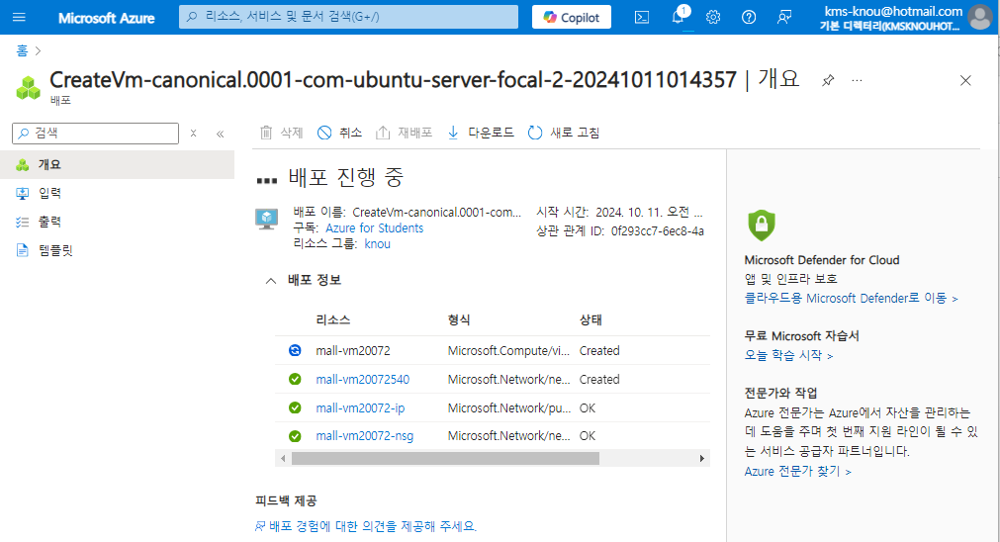 Microsoft Azure
리소스, 서비스 및 문서 검색(G+/)
Copilot
1
kms-knou@hotmail.com
기본 디렉터리(KMSKNOUHOT...
홈 >
CreateVm-canonical.0001-com-ubuntu-server-focal-2-20241011014357 | 개요
배포
검색
삭제 취소 재배포 다운로드 새로 고침
개요
입력
출력
템플릿
배포 진행 중
배포 이름: CreateVm-canonical.0001-com...
구독: Azure for Students
리소스 그룹: knou
시작 시간: 2024. 10. 11. 오전 ...
상관 관계 ID: 0f293cc7-6ec8-4a
배포 정보
리소스 형식 상태
mall-vm20072 Microsoft.Compute/vi... Created
mall-vm20072540 Microsoft.Network/ne... Created
mall-vm20072-ip Microsoft.Network/pu... OK
mall-vm20072-nsg Microsoft.Network/ne... OK
피드백 제공
배포 경험에 대한 의견을 제공해 주세요.
Microsoft Defender for Cloud
앱 및 인프라 보호
클라우드용 Microsoft Defender로 이동 >
무료 Microsoft 자습서
오늘 학습 시작 >
전문가와 작업
Azure 전문가는 Azure에서 자산을 관리하는
데 도움을 주며 첫 번째 지원 라인이 될 수 있
는 서비스 공급자 파트너입니다.
Azure 전문가 찾기 >